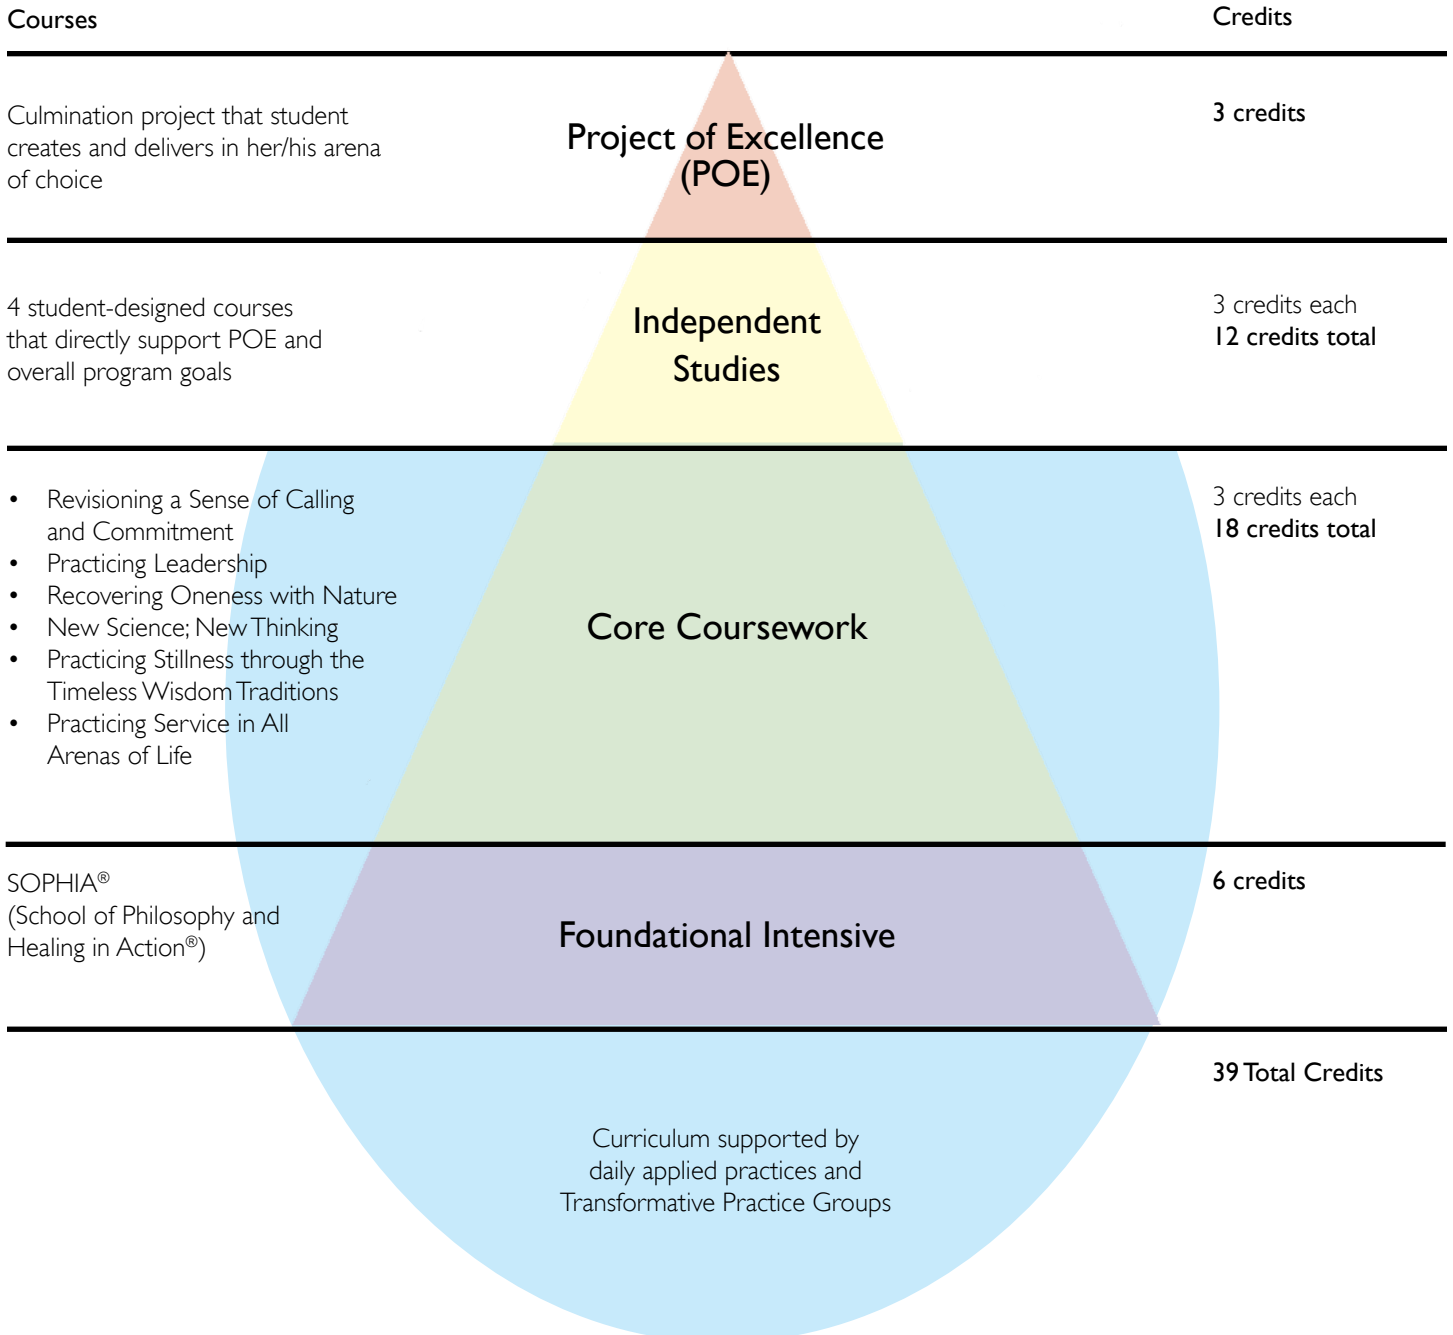 Courses
Credits
Culmination project that student
creates and delivers in her/his arena
of choice
Project of Excellence
(POE)
3 credits
4 student-designed courses
that directly support POE and
overall program goals
Independent
Studies
3 credits each
12 credits total
• Revisioning a Sense of Calling
and Commitment
• Practicing Leadership
• Recovering Oneness with Nature
• New Science; New Thinking
• Practicing Stillness through the
Timeless Wisdom Traditions
• Practicing Service in All
Arenas of Life
Core Coursework
3 credits each
18 credits total
SOPHIA®
(School of Philosophy and
Healing in Action®)
Foundational Intensive
6 credits
39 Total Credits
Curriculum supported by
daily applied practices and
Transformative Practice Groups